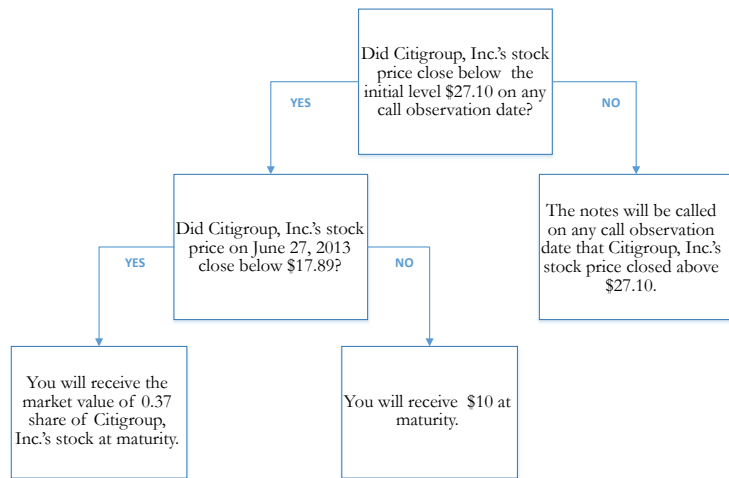 Did Citigroup, Inc.'s stock
price close below the
initial level $27.10 on any
call observation date?
YES
NO
Did Citigroup, Inc.'s stock
price on June 27, 2013
close below $17.89?
The notes will be called
on any call observation
date that Citigroup, Inc.'s
stock price closed above
$27.10.
YES
NO
You will receive the
market value of 0.37
share of Citigroup,
Inc.'s stock at maturity.
You will receive $10 at
maturity.